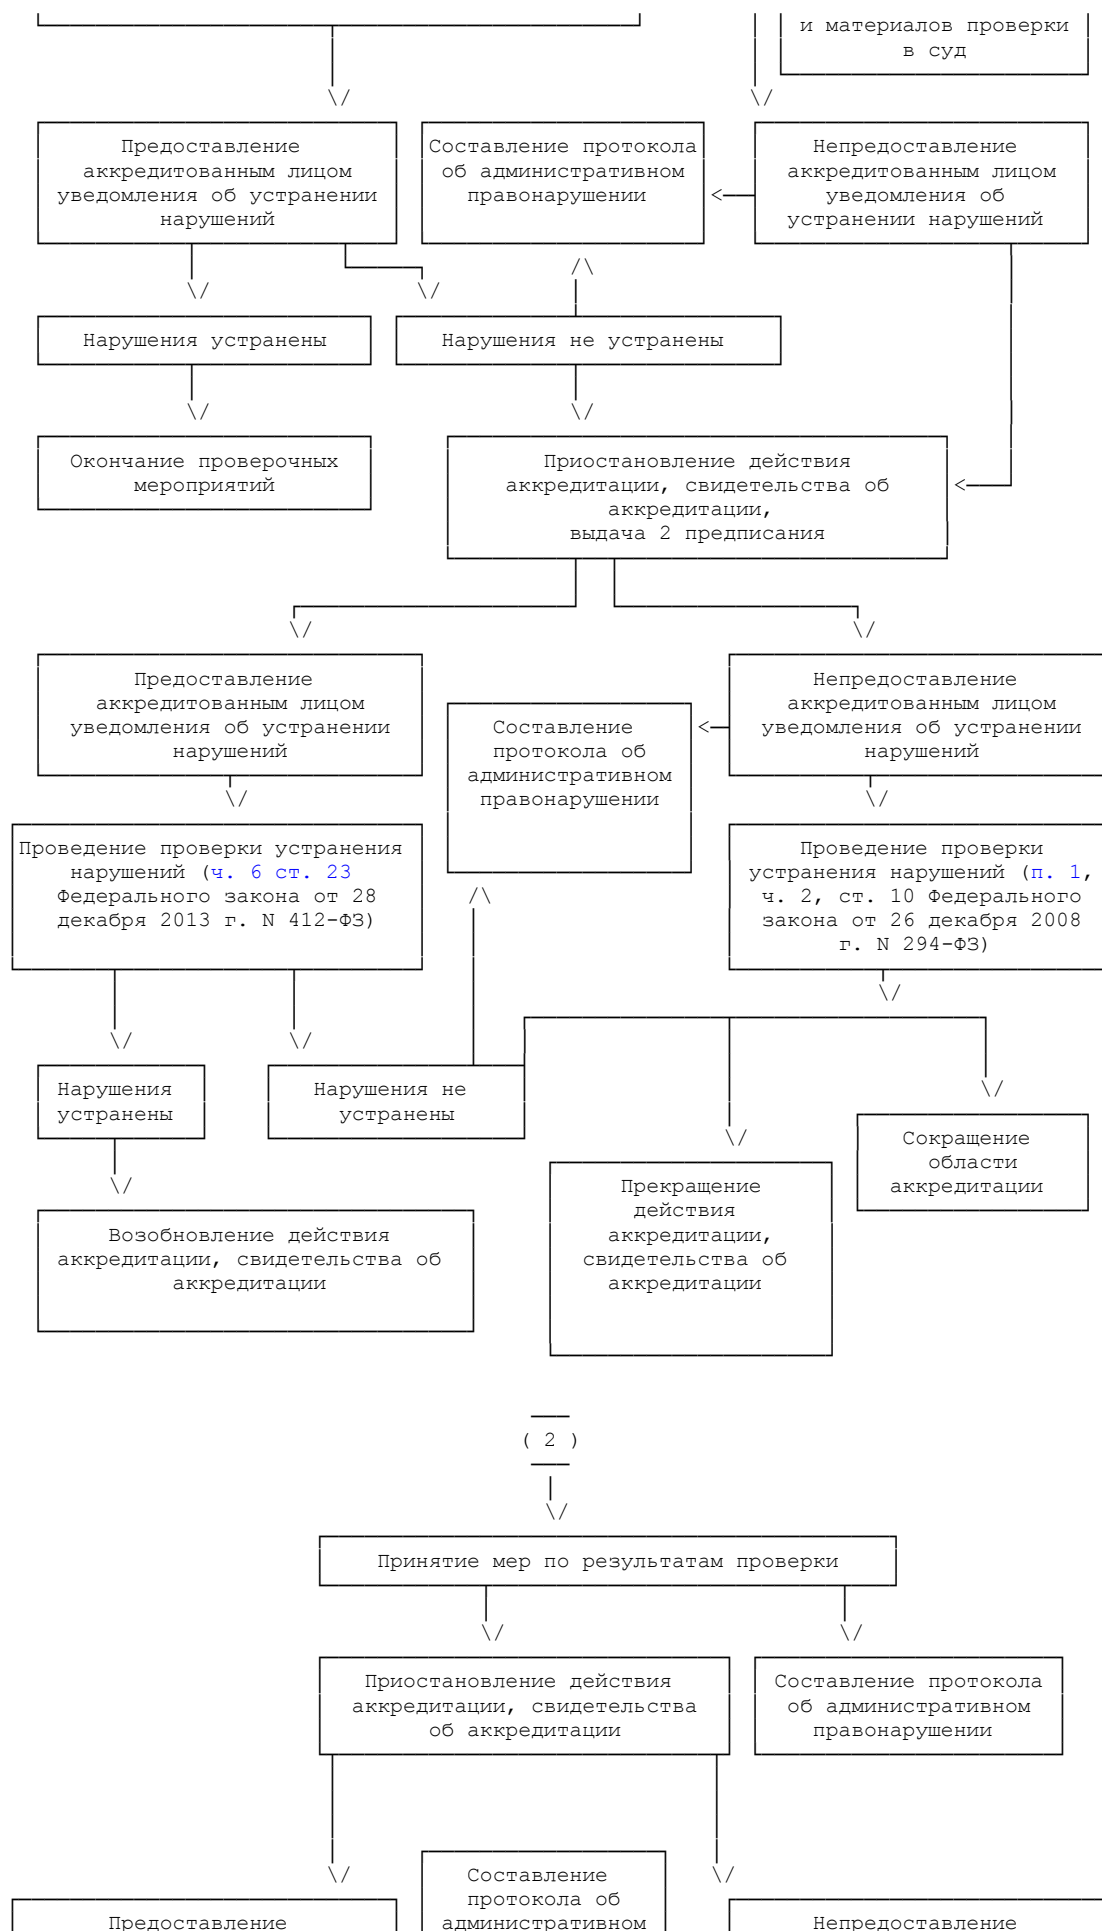 и материалов проверки
в суд
Предоставление
аккредитованным лицом
уведомления об устранении
нарушений
Составление протокола
об административном
правонарушении
Непредоставление
аккредитованным лицом
уведомления об
устранении нарушений
Нарушения устранены
Нарушения не устранены
Окончание проверочных
мероприятий
Приостановление действия
аккредитации, свидетельства об
аккредитации,
выдача 2 предписания
Предоставление
аккредитованным лицом
уведомления об устранении
нарушений
Составление
протокола об
административном
правонарушении
Непредоставление
аккредитованным лицом
уведомления об устранении
нарушений
Проведение проверки устранения
нарушений (ч. 6 ст. 23
Федерального закона от 28
декабря 2013 г. N 412-ФЗ)
Проведение проверки
устранения нарушений (п. 1,
ч. 2, ст. 10 Федерального
закона от 26 декабря 2008
г. N 294-ФЗ)
Нарушения
устранены
Нарушения не
устранены
Сокращение
области
аккредитации
Прекращение
действия
аккредитации,
свидетельства об
аккредитации
Возобновление действия
аккредитации, свидетельства об
аккредитации
( 2 )
Принятие мер по результатам проверки
Приостановление действия
аккредитации, свидетельства
об аккредитации
Составление протокола
об административном
правонарушении
Составление
протокола об
административном
Предоставление
Непредоставление